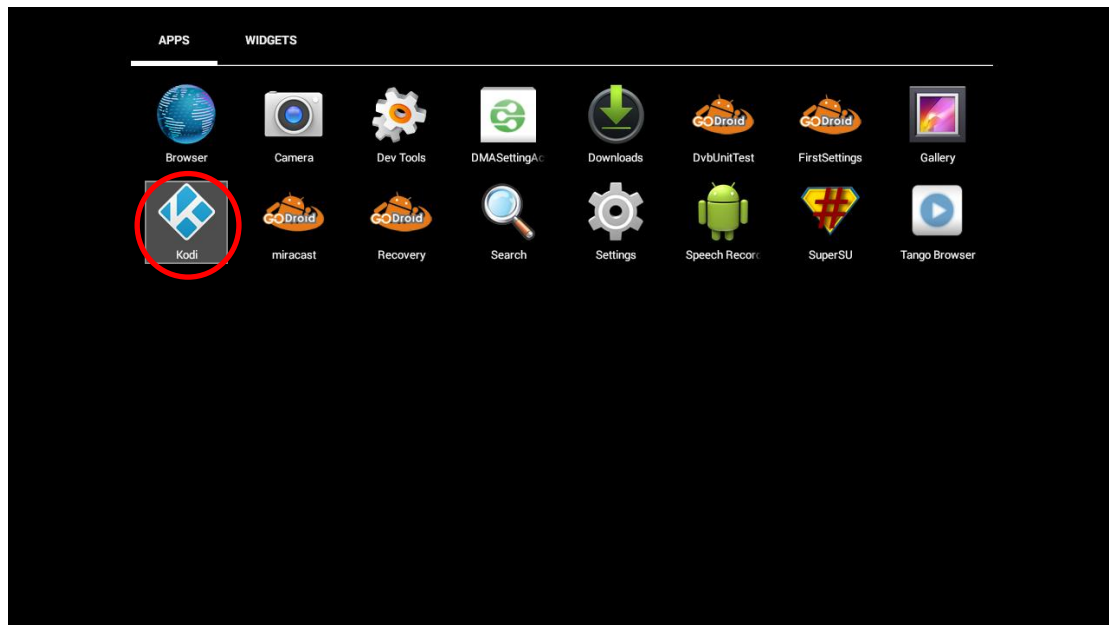 APPS WIDGETS
Browser Camera Dev Tools DMASettingAc Downloads DvbUnitTest FirstSettings Gallery
GODroid GODroid
Kodi miracast Recovery Search Settings Speech Recorc SuperSU Tango Browser
GODroid GODroid